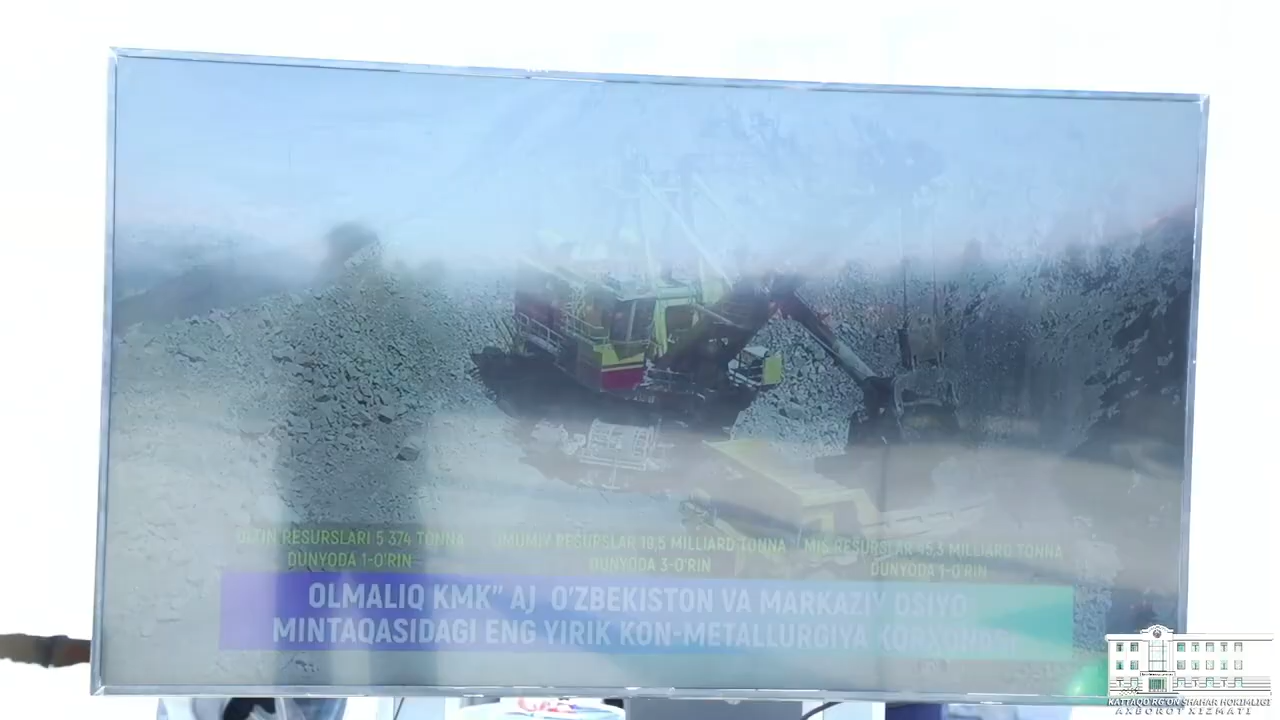 OLTIN RESURSLARI 5 374 TONNA
DUNYODA 1-O'RIN
UMUMIY RESURSLAR 18,5 MILLIARD TONNA
DUNYODA 3-O'RIN
MIS RESURSLAR 45,3 MILLIARD TONNA
DUNYODA 1-O'RIN
OLMALIQ KMK" AJ O'ZBEKISTON VA MARKAZIY OSIYO
MINTAQASIDAGI ENG YIRIK KON-METALLURGIYA
KATTAQO'RG'ON SHAHAR HOKIMLIGI
AXBOROT XIZMATI